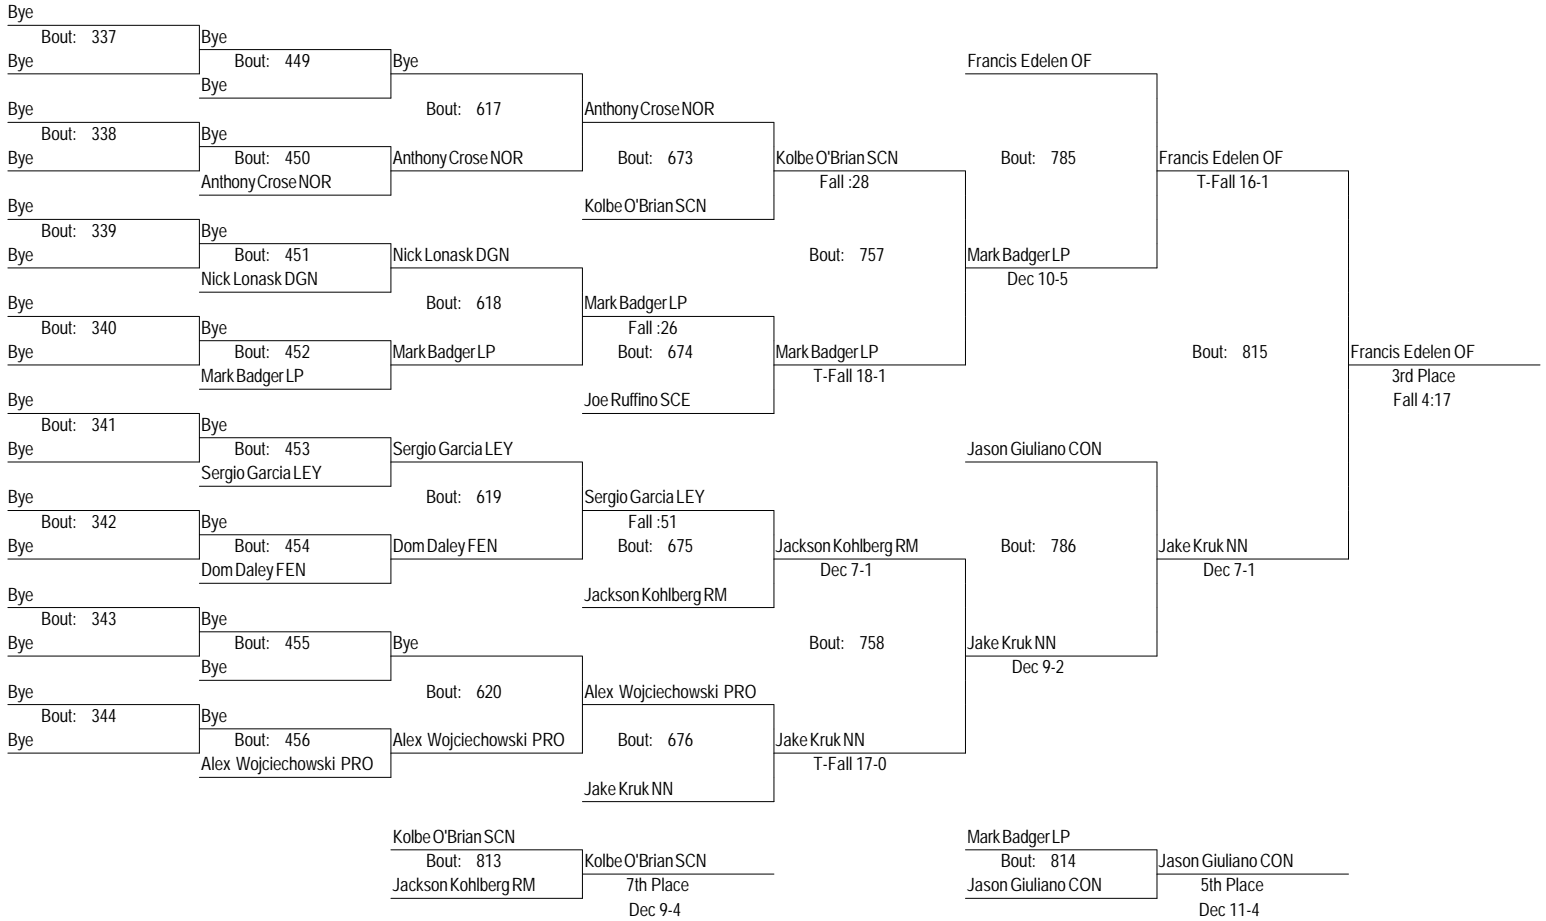 Bye
Bout: 337
Bye
Bye
Bout: 338
Bye
Bye
Bout: 339
Bye
Bye
Bout: 340
Bye
Bye
Bout: 341
Bye
Bye
Bout: 342
Bye
Bye
Bout: 343
Bye
Bye
Bout: 344
Bye
Bye
Bout: 449
Bye
Bye
Bout: 450
Anthony Crose NOR
Bye
Bout: 451
Nick Lonask DGN
Bye
Bout: 452
Mark Badger LP
Bye
Bout: 453
Sergio Garcia LEY
Bye
Bout: 454
Dom Daley FEN
Bye
Bout: 455
Bye
Bye
Bout: 456
Alex Wojciechowski PRO
Bye
Bout: 617
Anthony Crose NOR
Nick Lonask DGN
Bout: 618
Mark Badger LP
Sergio Garcia LEY
Bout: 619
Dom Daley FEN
Bye
Bout: 620
Alex Wojciechowski PRO
Anthony Crose NOR
Bout: 673
Kolbe O'Brian SCN
Mark Badger LP
Fall :26
Bout: 674
Joe Ruffino SCE
Sergio Garcia LEY
Fall :51
Bout: 675
Jackson Kohlberg RM
Alex Wojciechowski PRO
Bout: 676
Jake Kruk NN
Kolbe O'Brian SCN
Fall :28
Bout: 757
Mark Badger LP
T-Fall 18-1
Jackson Kohlberg RM
Dec 7-1
Bout: 758
Jake Kruk NN
T-Fall 17-0
Francis Edelen OF
Bout: 785
Mark Badger LP
Dec 10-5
Jason Giuliano CON
Bout: 786
Jake Kruk NN
Dec 9-2
Francis Edelen OF
T-Fall 16-1
Bout: 815
Jake Kruk NN
Dec 7-1
Francis Edelen OF
3rd Place
Fall 4:17
Kolbe O'Brian SCN
Bout: 813
Jackson Kohlberg RM
Kolbe O'Brian SCN
7th Place
Dec 9-4
Mark Badger LP
Bout: 814
Jason Giuliano CON
Jason Giuliano CON
5th Place
Dec 11-4